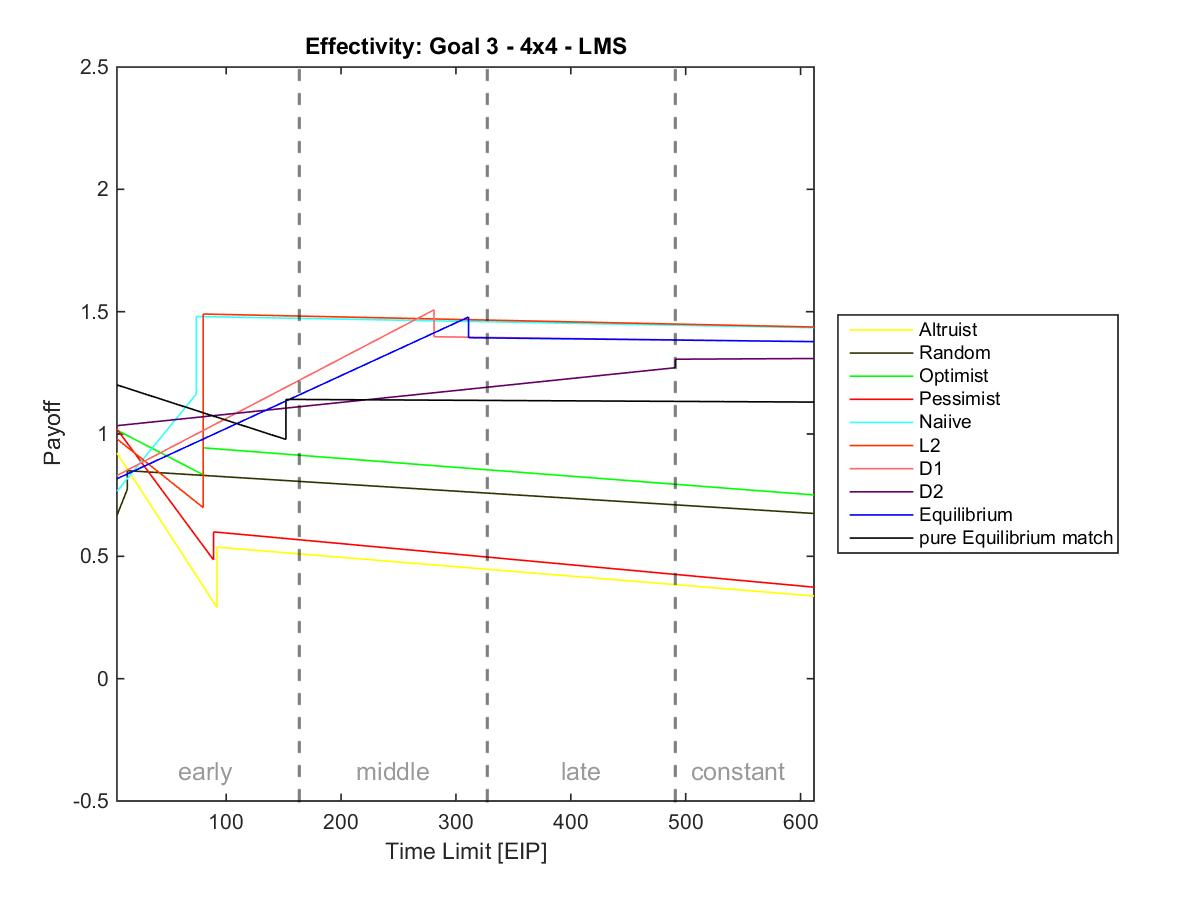 Effectivity: Goal 3 - 4x4 - LMS
2.5
2
1.5
1
0.5
0
-0.5
Payoff
early
middle
late
constant
100
200
300
400
500
600
Time Limit [EIP]
Altruist
Random
Optimist
Pessimist
Naiive
L2
D1
D2
Equilibrium
pure Equilibrium match